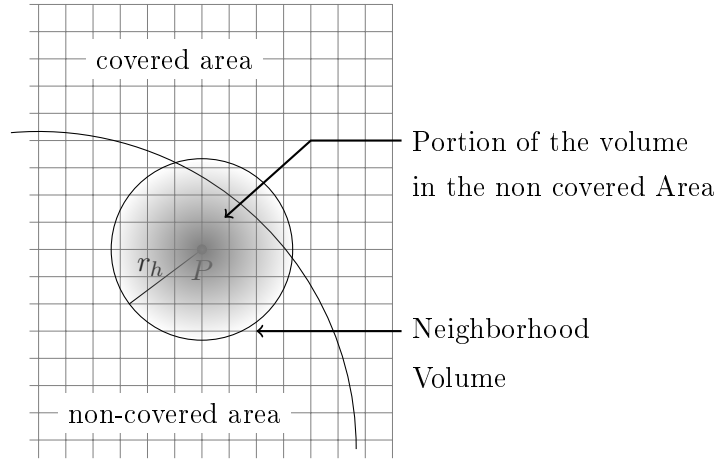 covered area
Portion of the volume
in the non covered Area
r_h
P
Neighborhood
Volume
non-covered area